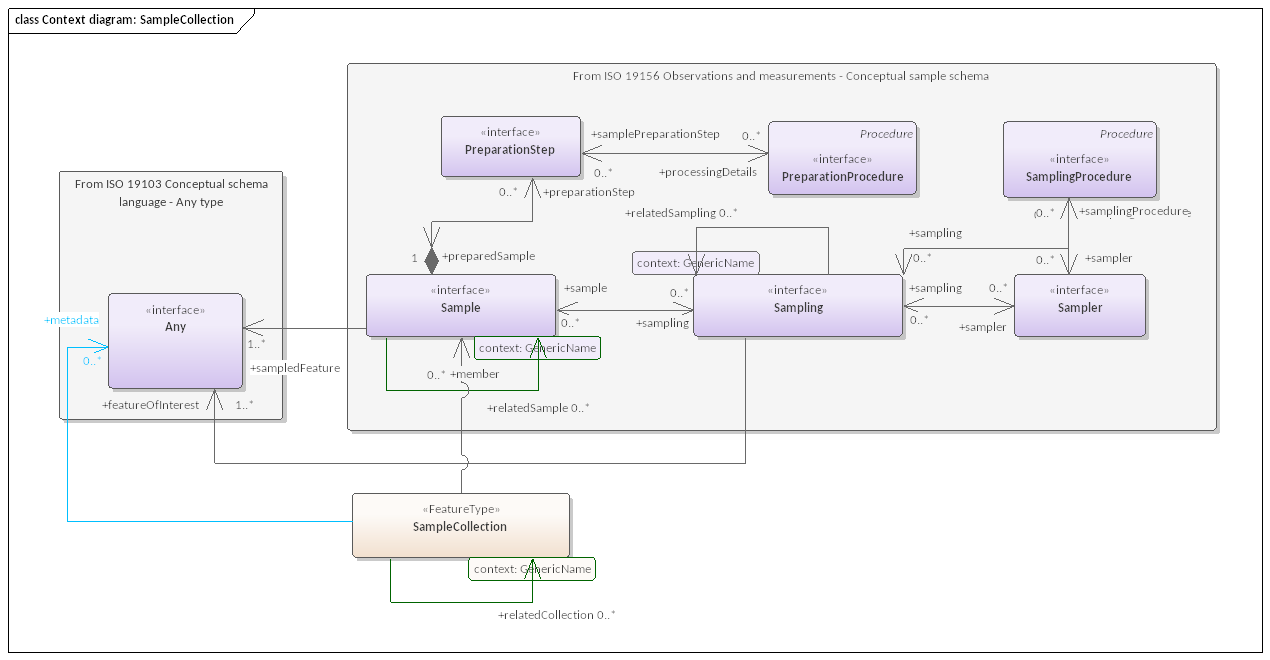 class Context diagram: SampleCollection
From ISO 19156 Observations and measurements - Conceptual sample schema
«interface»
PreparationStep
+samplePreparationStep 0..*
0..* +processingDetails
Procedure
«interface»
PreparationProcedure
Procedure
«interface»
SamplingProcedure
From ISO 19103 Conceptual schema
language - Any type
0..* +preparationStep
+relatedSampling 0..*
0..* +samplingProcedure
+sampling
0..*
1 +preparedSample
context: GenericName
0..* +sampler
«interface»
Sample
+sample 0..*
0..* +sampling
«interface»
Sampling
+sampling 0..*
0..* +sampler
«interface»
Sampler
«interface»
Any
+metadata
0..*
1..*
+sampledFeature
context: GenericName
0..* +member
+featureOfInterest 1..*
+relatedSample 0..*
«FeatureType»
SampleCollection
context: GenericName
+relatedCollection 0..*